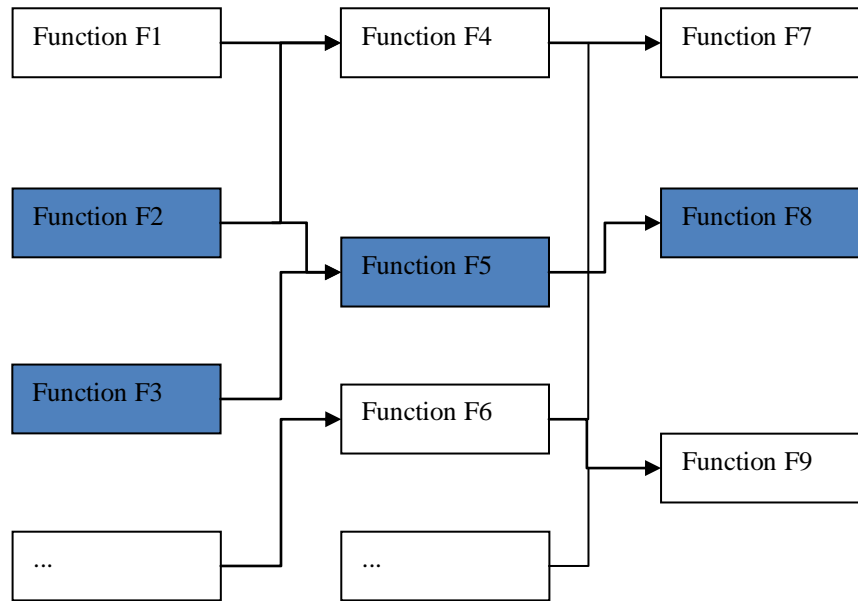 Function F1
Function F4
Function F7
Function F2
Function F8
Function F5
Function F3
Function F6
Function F9
...
...